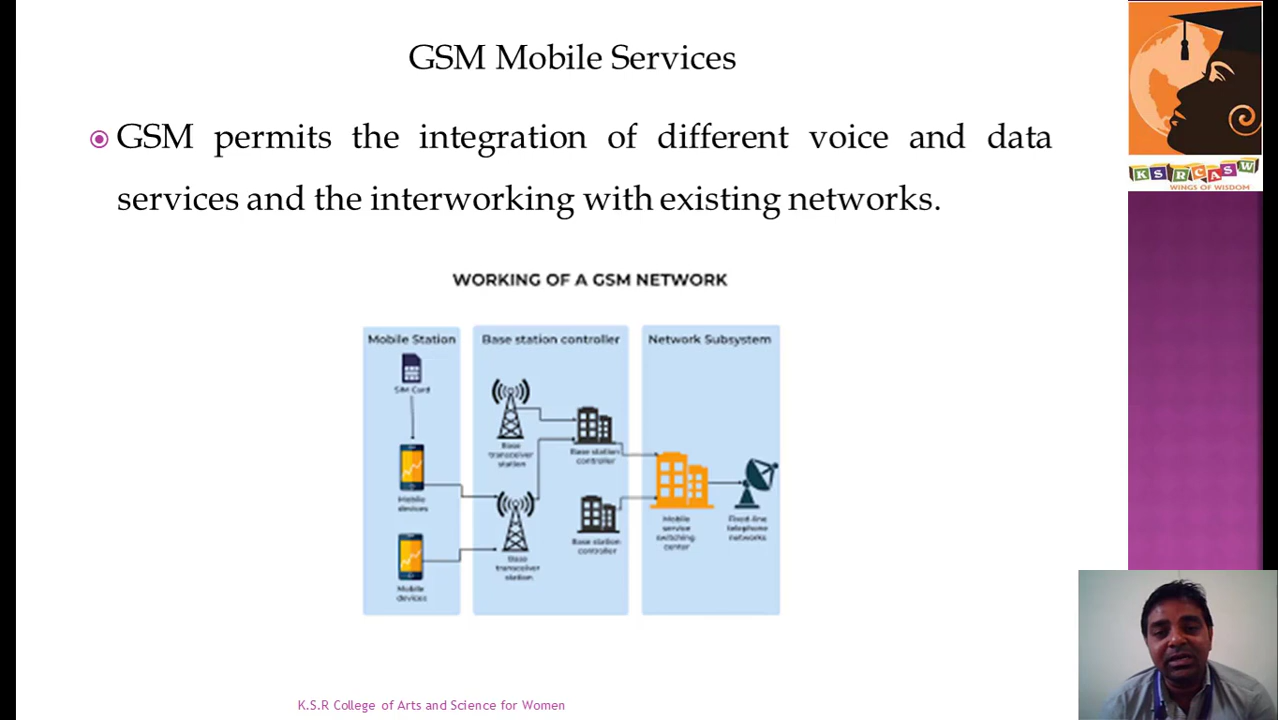 GSM Mobile Services
GSM permits the integration of different voice and data
services and the interworking with existing networks.
WORKING OF A GSM NETWORK
Mobile Station
Base station controller
Network Subsystem
SIM Card
Base
transceiver
station
Base station
controller
Mobile
devices
Mobile
service
switching
center
Fixed-line
telephone
networks
Base station
controller
Base
transceiver
station
Mobile
devices
K.S.R College of Arts and Science for Women
KSRCASW
WINGS OF WISDOM